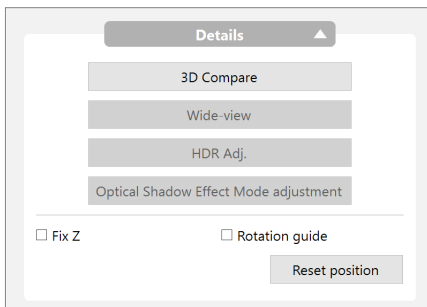 Details
3D Compare
Wide-view
HDR Adj.
Optical Shadow Effect Mode adjustment
Fix Z
Rotation guide
Reset position